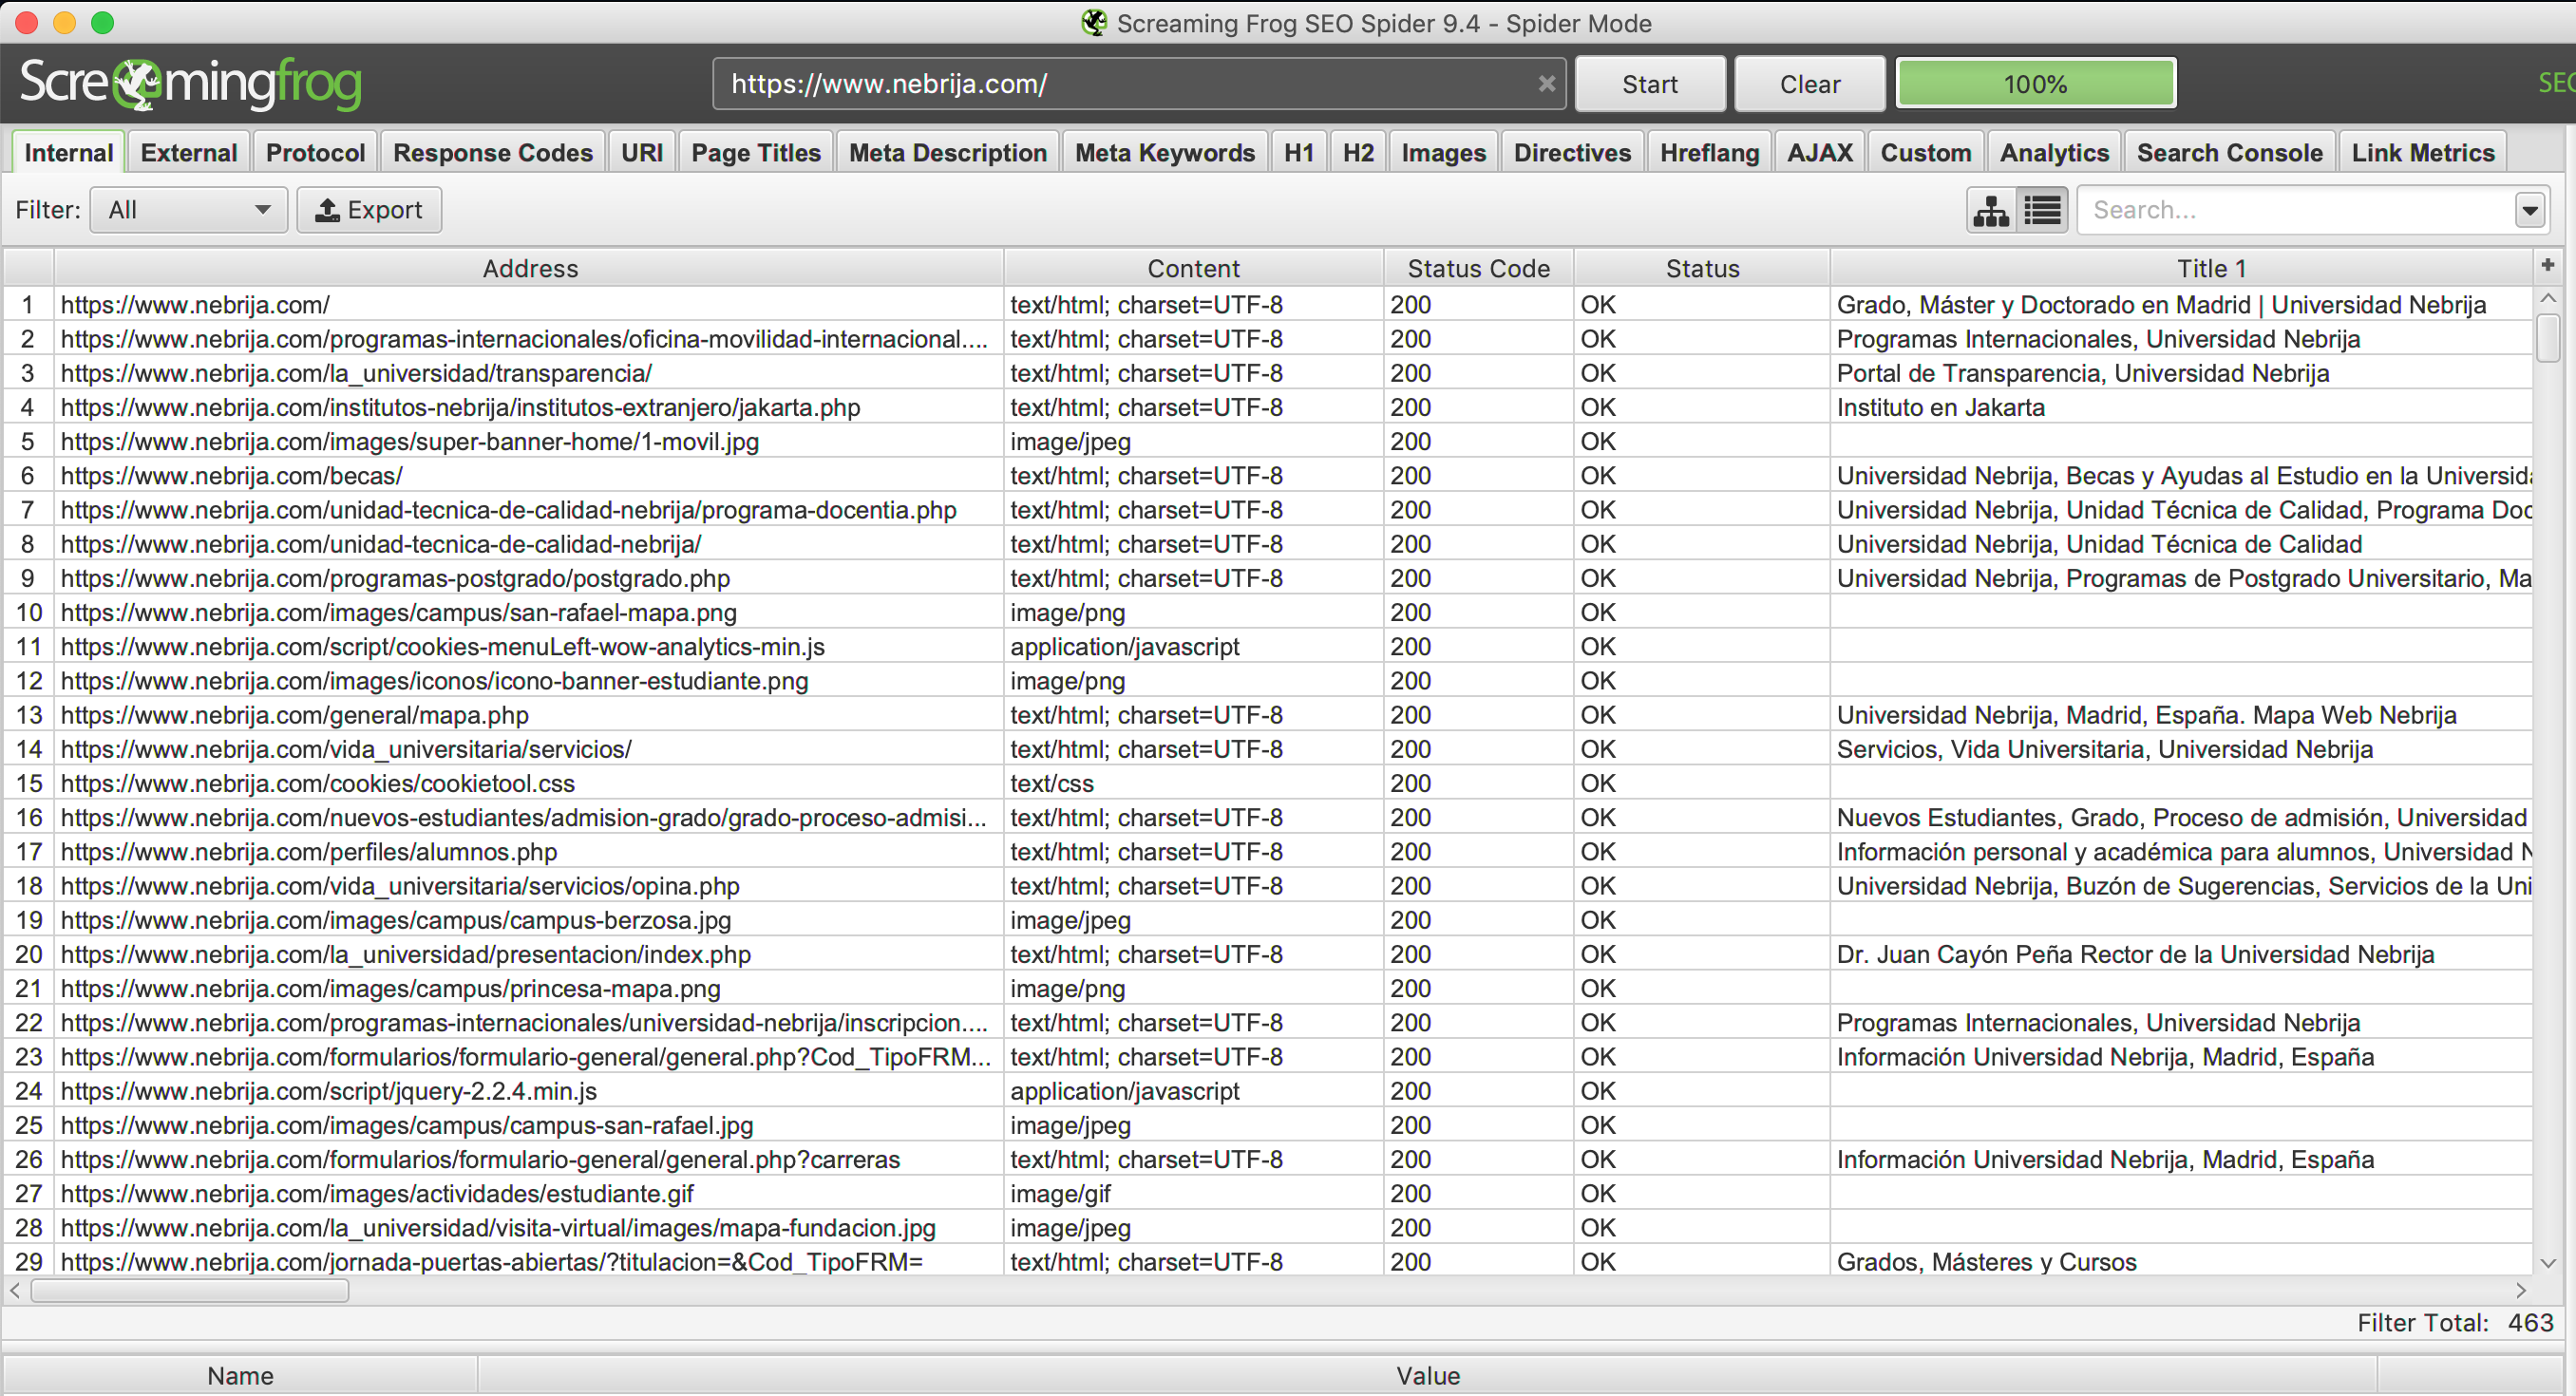 Screaming Frog SEO Spider 9.4 - Spider Mode
Screamingfrog https://www.nebrija.com/ Start Clear 100% SEO
Internal External Protocol Response Codes URI Page Titles Meta Description Meta Keywords H1 H2 Images Directives Hreflang AJAX Custom Analytics Search Console Link Metrics
Filter: All Export Search...
Address Content Status Code Status Title 1 +
1 https://www.nebrija.com/ text/html; charset=UTF-8 200 OK Grado, Máster y Doctorado en Madrid | Universidad Nebrija
2 https://www.nebrija.com/programas-internacionales/oficina-movilidad-internacional.... text/html; charset=UTF-8 200 OK Programas Internacionales, Universidad Nebrija
3 https://www.nebrija.com/la_universidad/transparencia/ text/html; charset=UTF-8 200 OK Portal de Transparencia, Universidad Nebrija
4 https://www.nebrija.com/institutos-nebrija/institutos-extranjero/jakarta.php text/html; charset=UTF-8 200 OK Instituto en Jakarta
5 https://www.nebrija.com/images/super-banner-home/1-movil.jpg image/jpeg 200 OK
6 https://www.nebrija.com/becas/ text/html; charset=UTF-8 200 OK Universidad Nebrija, Becas y Ayudas al Estudio en la Universida
7 https://www.nebrija.com/unidad-tecnica-de-calidad-nebrija/programa-docentia.php text/html; charset=UTF-8 200 OK Universidad Nebrija, Unidad Técnica de Calidad, Programa Doc
8 https://www.nebrija.com/unidad-tecnica-de-calidad-nebrija/ text/html; charset=UTF-8 200 OK Universidad Nebrija, Unidad Técnica de Calidad
9 https://www.nebrija.com/programas-postgrado/postgrado.php text/html; charset=UTF-8 200 OK Universidad Nebrija, Programas de Postgrado Universitario, Ma
10 https://www.nebrija.com/images/campus/san-rafael-mapa.png image/png 200 OK
11 https://www.nebrija.com/script/cookies-menuLeft-wow-analytics-min.js application/javascript 200 OK
12 https://www.nebrija.com/images/iconos/icono-banner-estudiante.png image/png 200 OK
13 https://www.nebrija.com/general/mapa.php text/html; charset=UTF-8 200 OK Universidad Nebrija, Madrid, España. Mapa Web Nebrija
14 https://www.nebrija.com/vida_universitaria/servicios/ text/html; charset=UTF-8 200 OK Servicios, Vida Universitaria, Universidad Nebrija
15 https://www.nebrija.com/cookies/cookietool.css text/css 200 OK
16 https://www.nebrija.com/nuevos-estudiantes/admision-grado/grado-proceso-admisi... text/html; charset=UTF-8 200 OK Nuevos Estudiantes, Grado, Proceso de admisión, Universidad
17 https://www.nebrija.com/perfiles/alumnos.php text/html; charset=UTF-8 200 OK Información personal y académica para alumnos, Universidad N
18 https://www.nebrija.com/vida_universitaria/servicios/opina.php text/html; charset=UTF-8 200 OK Universidad Nebrija, Buzón de Sugerencias, Servicios de la Uni
19 https://www.nebrija.com/images/campus/campus-berzosa.jpg image/jpeg 200 OK
20 https://www.nebrija.com/la_universidad/presentacion/index.php text/html; charset=UTF-8 200 OK Dr. Juan Cayón Peña Rector de la Universidad Nebrija
21 https://www.nebrija.com/images/campus/princesa-mapa.png image/png 200 OK
22 https://www.nebrija.com/programas-internacionales/universidad-nebrija/inscripcion.... text/html; charset=UTF-8 200 OK Programas Internacionales, Universidad Nebrija
23 https://www.nebrija.com/formularios/formulario-general/general.php?Cod_TipoFRM... text/html; charset=UTF-8 200 OK Información Universidad Nebrija, Madrid, España
24 https://www.nebrija.com/script/jquery-2.2.4.min.js application/javascript 200 OK
25 https://www.nebrija.com/images/campus/campus-san-rafael.jpg image/jpeg 200 OK
26 https://www.nebrija.com/formularios/formulario-general/general.php?carreras text/html; charset=UTF-8 200 OK Información Universidad Nebrija, Madrid, España
27 https://www.nebrija.com/images/actividades/estudiante.gif image/gif 200 OK
28 https://www.nebrija.com/la_universidad/visita-virtual/images/mapa-fundacion.jpg image/jpeg 200 OK
29 https://www.nebrija.com/jornada-puertas-abiertas/?titulacion=&Cod_TipoFRM= text/html; charset=UTF-8 200 OK Grados, Másteres y Cursos
Filter Total: 463
Name Value